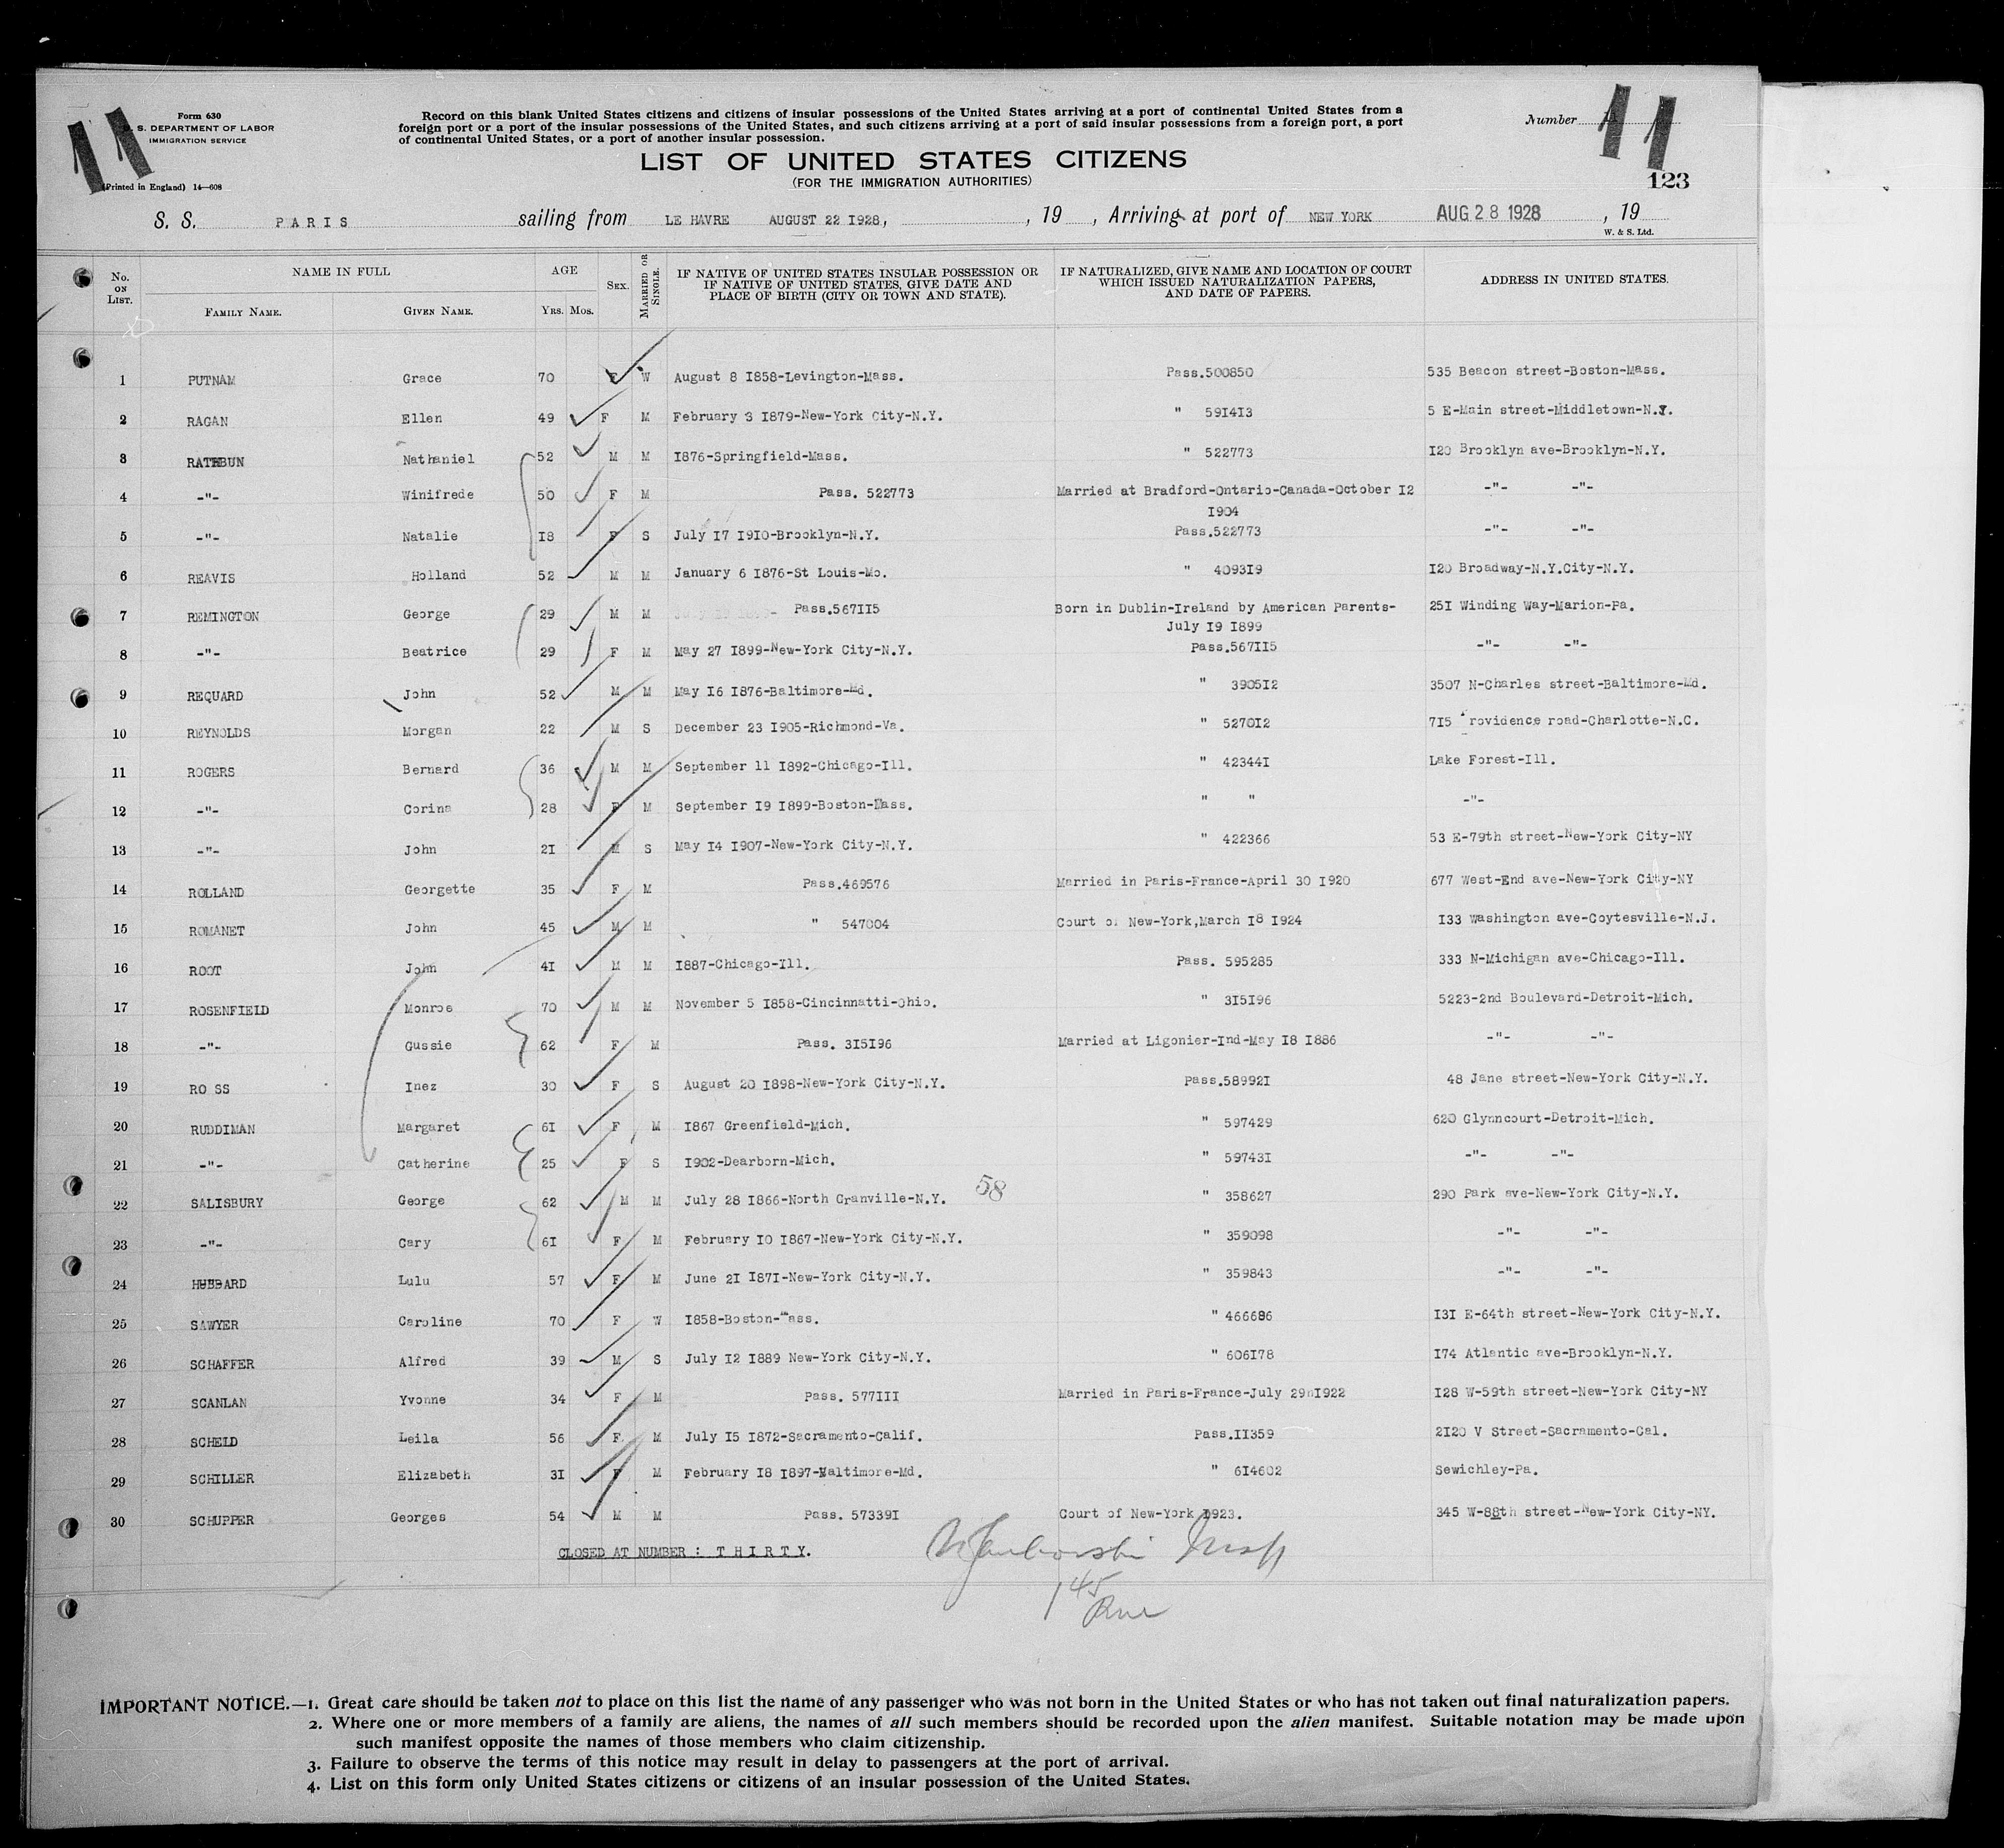 11
Form 630
S. DEPARTMENT OF LABOR
IMMIGRATION SERVICE
(Printed in England) 14—608
Record on this blank United States citizens and citizens of insular possessions of the United States arriving at a port of continental United States from a
foreign port or a port of the insular possessions of the United States, and such citizens arriving at a port of said insular possessions from a foreign port, a port
of continental United States, or a port of another insular possession.
LIST OF UNITED STATES CITIZENS
(FOR THE IMMIGRATION AUTHORITIES)
Number 11
123
S. S. PARIS sailing from LE HAVRE AUGUST 22 1928, , 19 , Arriving at port of NEW YORK AUG 28 1928 , 19
W. & S. Ltd.
No. ON LIST. NAME IN FULL AGE SEX. MARRIED OR SINGLE. IF NATIVE OF UNITED STATES INSULAR POSSESSION OR IF NATIVE OF UNITED STATES, GIVE DATE AND PLACE OF BIRTH (CITY OR TOWN AND STATE). IF NATURALIZED, GIVE NAME AND LOCATION OF COURT WHICH ISSUED NATURALIZATION PAPERS, AND DATE OF PAPERS. ADDRESS IN UNITED STATES.
FAMILY NAME. GIVEN NAME. YRS. MOS.
1 PUTNAM Grace 70 F W August 8 1858-Levington-Mass. Pass.500850 535 Beacon street-Boston-Mass.
2 RAGAN Ellen 49 F M February 3 1879-New-York City-N.Y. " 591413 5 E-Main street-Middletown-N.Y.
3 RATHBUN Nathaniel 52 M M 1876-Springfield-Mass. " 522773 120 Brooklyn ave-Brooklyn-N.Y.
4 -"- Winifrede 50 F M Pass. 522773 Married at Bradford-Ontario-Canada-October 12 1904 -"- -"-
5 -"- Natalie 18 F S July 17 1910-Brooklyn-N.Y. Pass.522773 -"- -"-
6 REAVIS Holland 52 M M January 6 1876-St Louis-Mo. " 409319 120 Broadway-N.Y.City-N.Y.
7 REMINGTON George 29 M M Pass.567115 Born in Dublin-Ireland by American Parents-July 19 1899 251 Winding Way-Marion-Pa.
8 -"- Beatrice 29 F M May 27 1899-New-York City-N.Y. Pass.567115 -"- -"-
9 REQUARD John 52 M M May 16 1876-Baltimore-Md. " 390512 3507 N-Charles street-Baltimore-Md.
10 REYNOLDS Morgan 22 M S December 23 1905-Richmond-Va. " 527012 715 rovidence road-Charlotte-N.C.
11 ROGERS Bernard 36 M M September 11 1892-Chicago-Ill. " 423441 Lake Forest-Ill.
12 -"- Corina 28 F M September 19 1899-Boston-Mass. " " -"-
13 -"- John 21 M S May 14 1907-New-York City-N.Y. " 422366 53 E-79th street-New-York City-NY
14 ROLLAND Georgette 35 F M Pass.469576 Married in Paris-France-April 30 1920 677 West-End ave-New-York City-NY
15 ROMANET John 45 M M " 547004 Court of New-York,March 18 1924 133 Washington ave-Coytesville-N.J.
16 ROOT John 41 M M 1887-Chicago-Ill. Pass. 595285 333 N-Michigan ave-Chicago-Ill.
17 ROSENFIELD Monroe 70 M M November 5 1858-Cincinnatti-Ohio. " 315196 5223-2nd Boulevard-Detroit-Mich.
18 -"- Gussie 62 F M Pass. 315196 Married at Ligonier-Ind-May 18 1886 -"- -"-
19 RO SS Inez 30 F S August 20 1898-New-York City-N.Y. Pass.589921 48 Jane street-New-York City-N.Y.
20 RUDDIMAN Margaret 61 F M 1867 Greenfield-Mich. " 597429 620 Glynncourt-Detroit-Mich.
21 -"- Catherine 25 F S 1902-Dearborn-Mich. " 597431 -"- -"-
22 SALISBURY George 62 M M July 28 1866-North Granville-N.Y. 58 " 358627 290 Park ave-New-York City-N.Y.
23 -"- Cary 61 F M February 10 1867-New-York City-N.Y. " 359098 -"- -"-
24 HUBBARD Lulu 57 F M June 21 1871-New-York City-N.Y. " 359843 -"- -"-
25 SAWYER Caroline 70 F W 1858-Boston-Mass. " 466686 131 E-64th street-New-York City-N.Y.
26 SCHAFFER Alfred 39 M S July 12 1889 New-York City-N.Y. " 606178 174 Atlantic ave-Brooklyn-N.Y.
27 SCANLAN Yvonne 34 F M Pass. 577111 Married in Paris-France-July 29n1922 128 W-59th street-New-York City-NY
28 SCHEID Leila 56 F M July 15 1872-Sacramento-Calif. Pass.11359 2120 V Street-Sacramento-Cal.
29 SCHILLER Elizabeth 31 F M February 18 1897-Baltimore-Md. " 614602 Sewichley-Pa.
30 SCHUPPER Georges 54 M M Pass. 573391 Court of New-York 1923. 345 W-88th street-New-York City-NY.
CLOSED AT NUMBER : THIRTY.
145
IMPORTANT NOTICE.—1. Great care should be taken not to place on this list the name of any passenger who was not born in the United States or who has not taken out final naturalization papers.
2. Where one or more members of a family are aliens, the names of all such members should be recorded upon the alien manifest. Suitable notation may be made upon
such manifest opposite the names of those members who claim citizenship.
3. Failure to observe the terms of this notice may result in delay to passengers at the port of arrival.
4. List on this form only United States citizens or citizens of an insular possession of the United States.